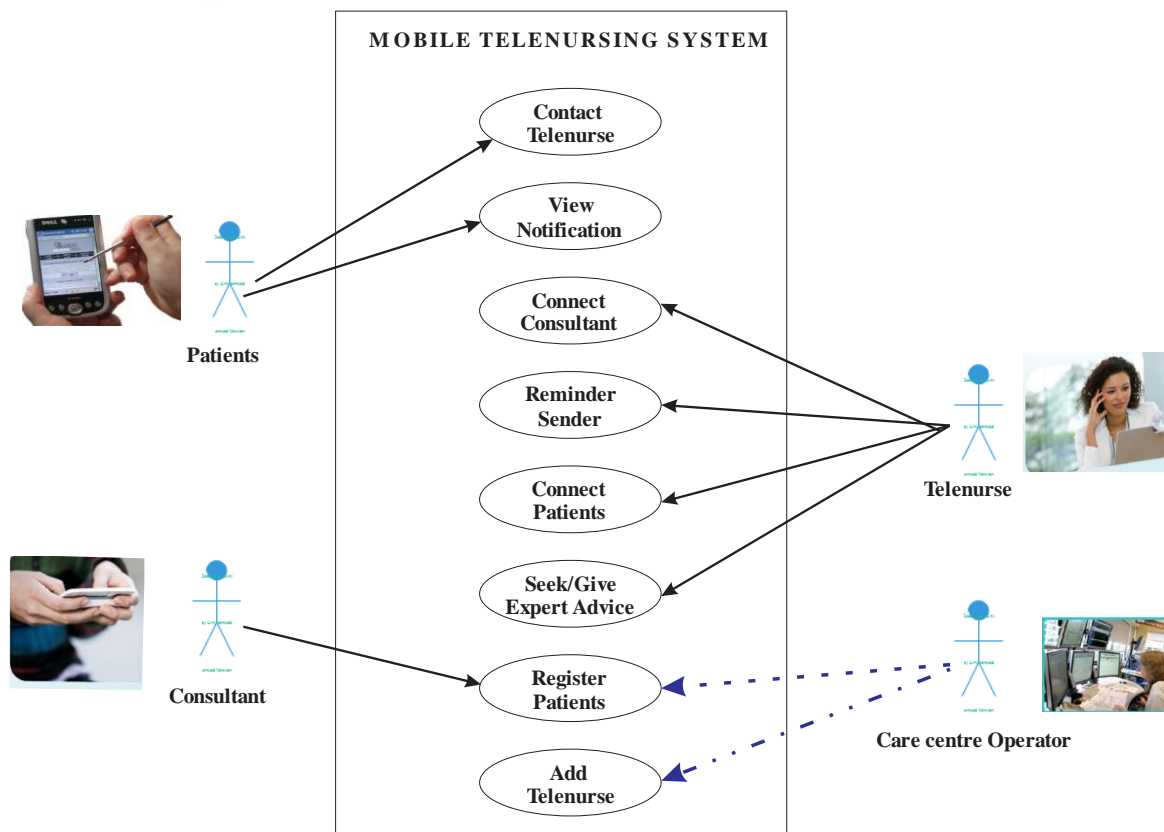 MOBILE TELENURSING SYSTEM
Contact
Telenurse
View
Notification
Connect
Consultant
Reminder
Sender
Connect
Patients
Seek/Give
Expert Advice
Register
Patients
Add
Telenurse
DELL
Patients
Consultant
Telenurse
Care centre Operator